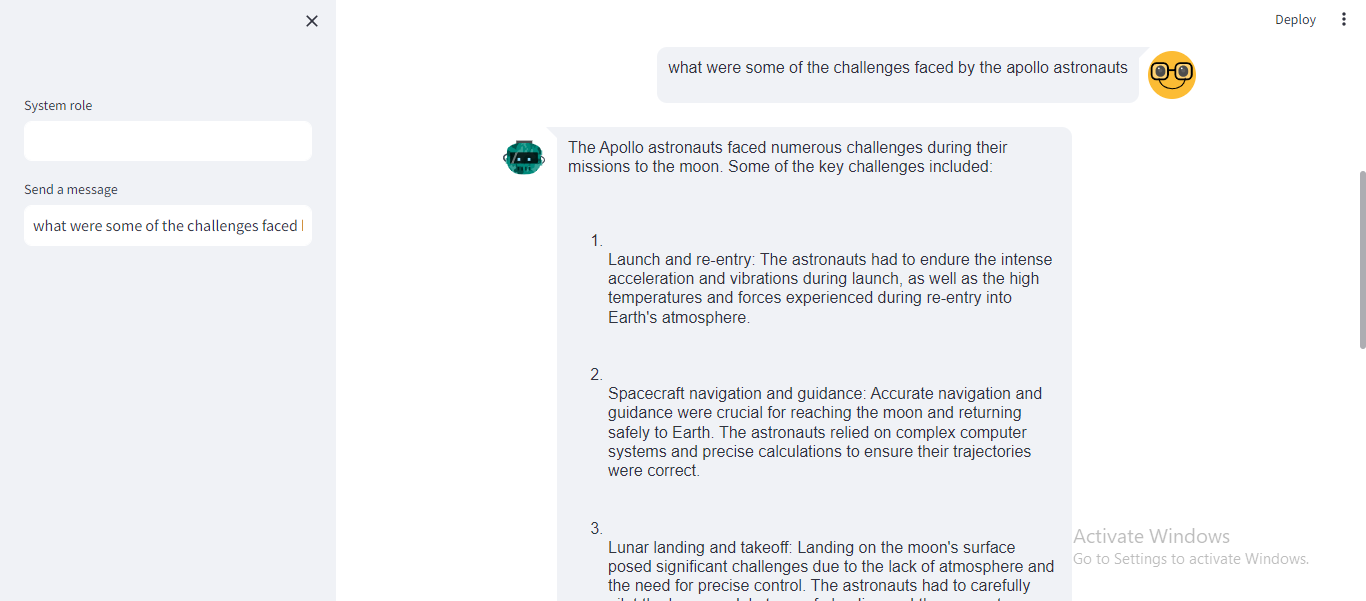 Deploy
System role
Send a message
what were some of the challenges faced
what were some of the challenges faced by the apollo astronauts
The Apollo astronauts faced numerous challenges during their
missions to the moon. Some of the key challenges included:
1.
Launch and re-entry: The astronauts had to endure the intense
acceleration and vibrations during launch, as well as the high
temperatures and forces experienced during re-entry into
Earth's atmosphere.
2.
Spacecraft navigation and guidance: Accurate navigation and
guidance were crucial for reaching the moon and returning
safely to Earth. The astronauts relied on complex computer
systems and precise calculations to ensure their trajectories
were correct.
3.
Lunar landing and takeoff: Landing on the moon's surface
posed significant challenges due to the lack of atmosphere and
the need for precise control. The astronauts had to carefully
Activate Windows
Go to Settings to activate Windows.